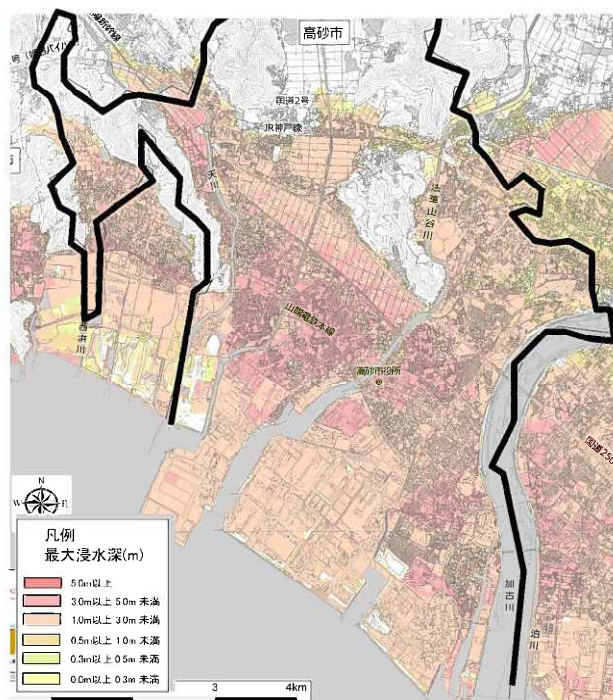 高砂市
国道2号
JR神戸線
天川
法華山谷川
山陽電鉄本線
西浜川
高砂市役所
国道250
加古川
泊川
N
W
E
凡例
最大浸水深(m)
5.0m以上
3.0m以上 5.0m 未満
1.0m以上 3.0m 未満
0.5m以上 1.0m 未満
0.3m以上 0.5m 未満
0.0m以上 0.3m 未満
3
4km